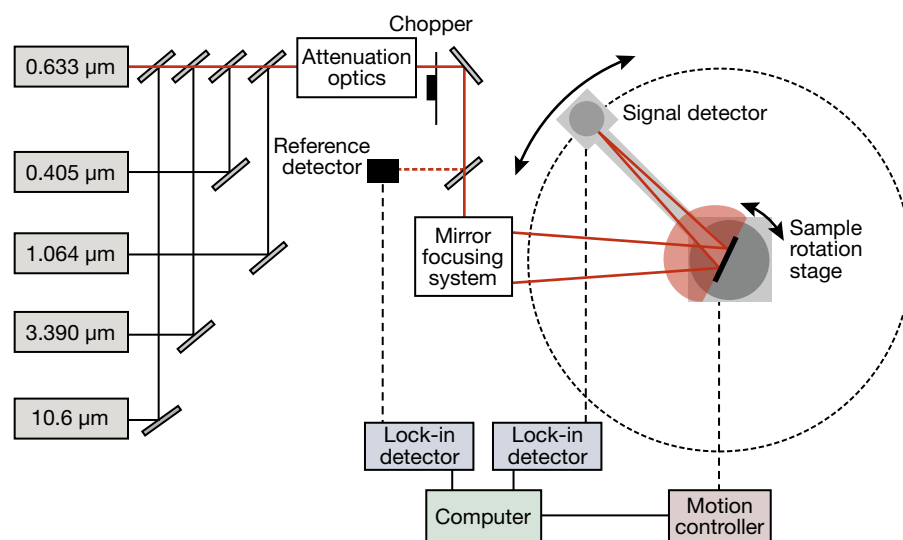 Chopper
0.633 µm
Attenuation
optics
Signal detector
Reference
detector
0.405 µm
1.064 µm
Mirror
focusing
system
Sample
rotation
stage
3.390 µm
10.6 µm
Lock-in
detector
Lock-in
detector
Computer
Motion
controller